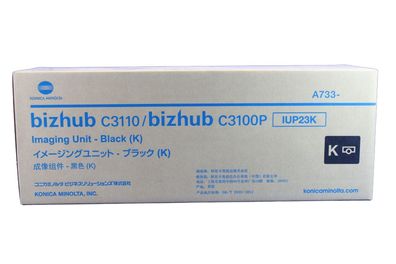 A733-
KONICA MINOLTA
bizhub C3110/bizhub C3100P IUP23K
Imaging Unit - Black (K)
イメージングユニット - ブラック (K)
成像组件 - 黑色 (K)
K
コニカミノルタ ビジネスソリューションズ株式会社
KONICA MINOLTA, INC.
konicaminolta.com